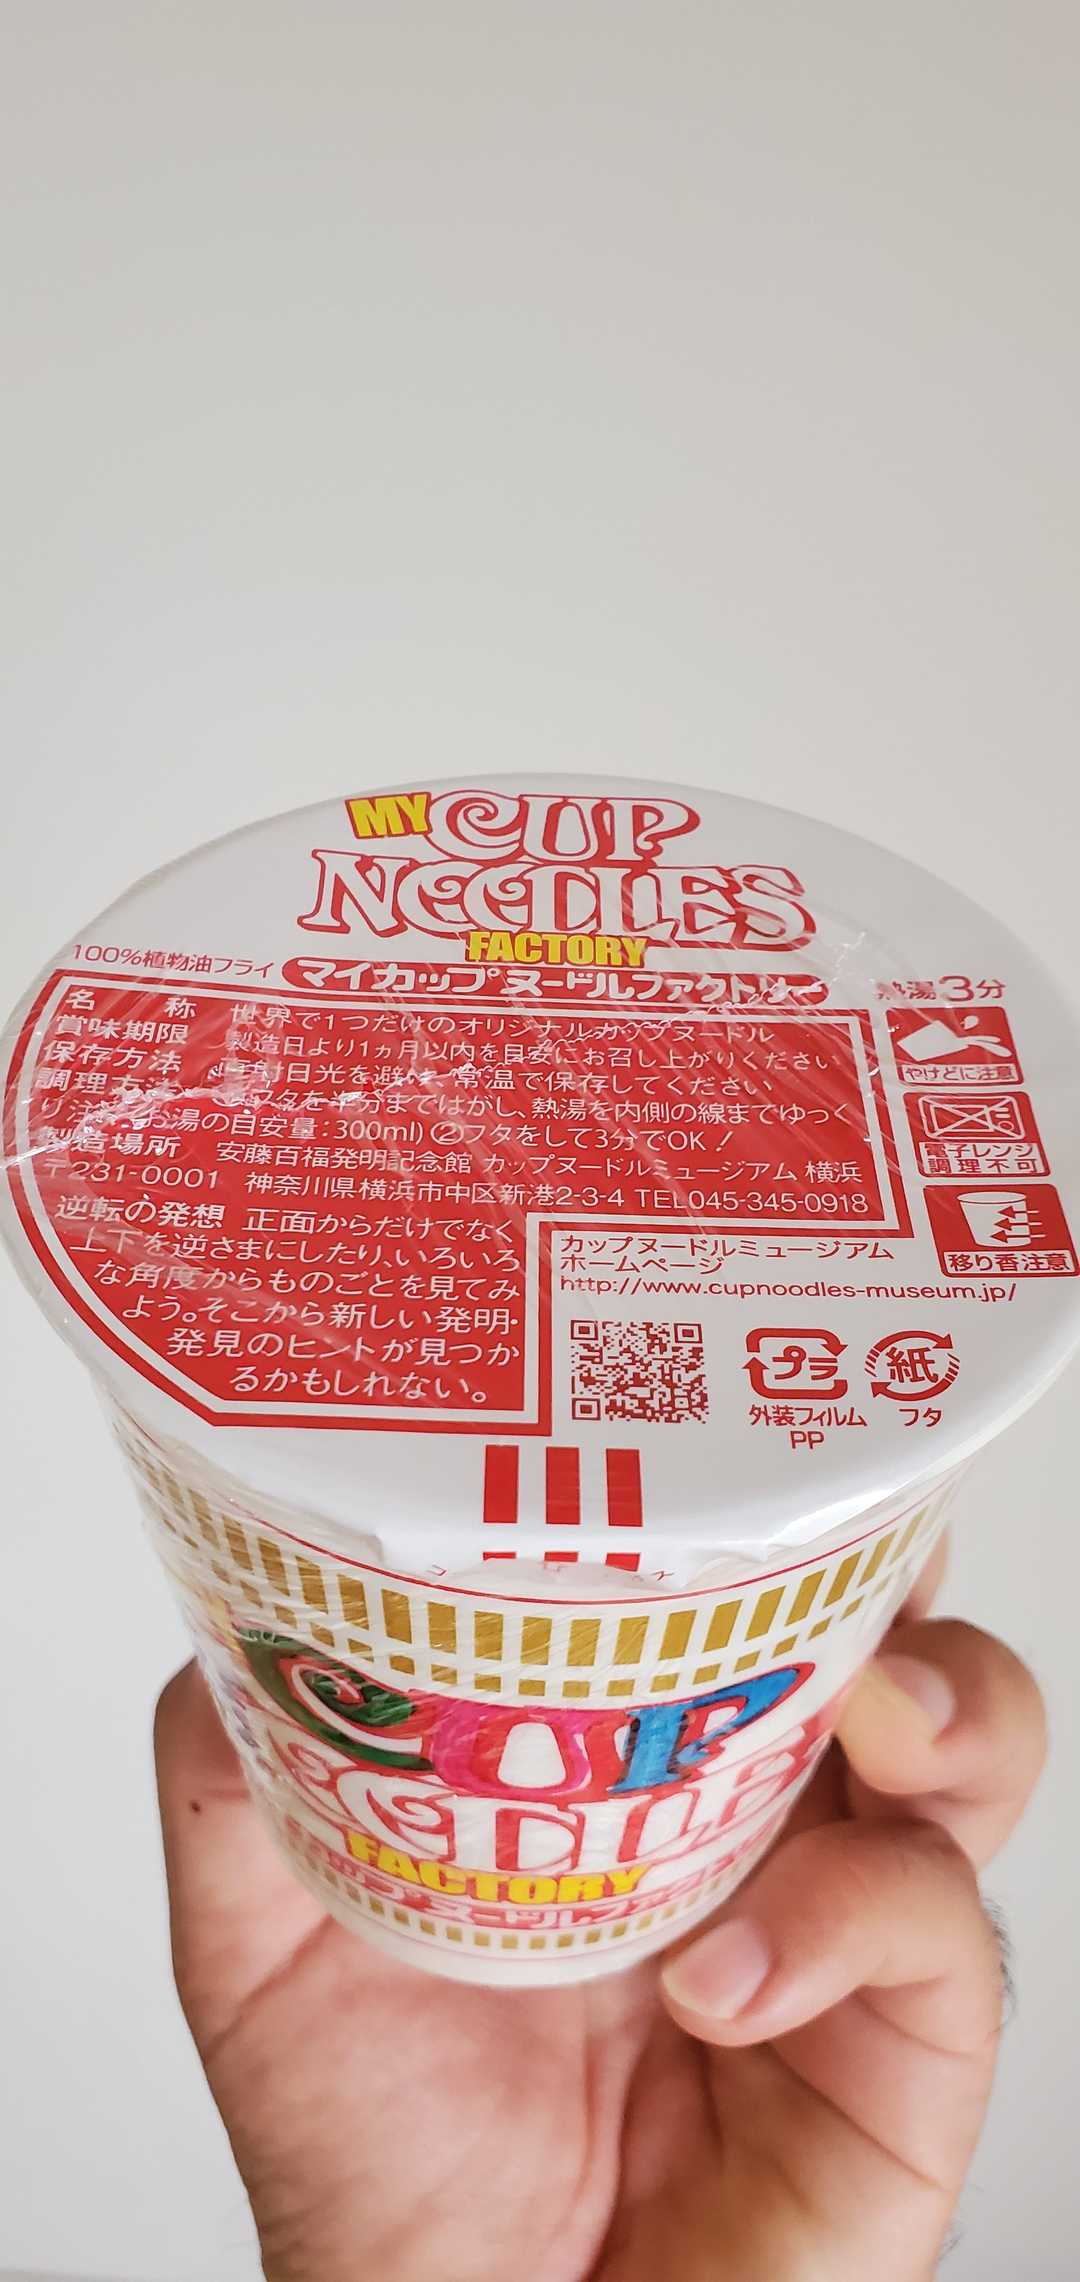 MY CUP
NOODLES
FACTORY
100%植物油フライ
マイカップヌードルファクトリー
熱湯3分
名称 世界で1つだけのオリジナルカップヌードル
賞味期限 製造日より1ヵ月以内を目安にお召し上がりください
保存方法 直射日光を避け、常温で保存してください
調理方法 フタを半分まではがし、熱湯を内側の線までゆっく
り注ぐ(お湯の目安量:300ml)②フタをして3分でOK!
製造場所 安藤百福発明記念館 カップヌードルミュージアム 横浜
〒231-0001 神奈川県横浜市中区新港2-3-4 TEL045-345-0918
逆転の発想 正面からだけでなく
上下を逆さまにしたり、いろいろ
な角度からものごとを見てみ
よう。そこから新しい発明・
発見のヒントが見つか
るかもしれない。
やけどに注意
電子レンジ
調理不可
移り香注意
カップヌードルミュージアム
ホームページ
http://www.cupnoodles-museum.jp/
プラ
外装フィルム
PP
紙
フタ
CUP
FACTORY